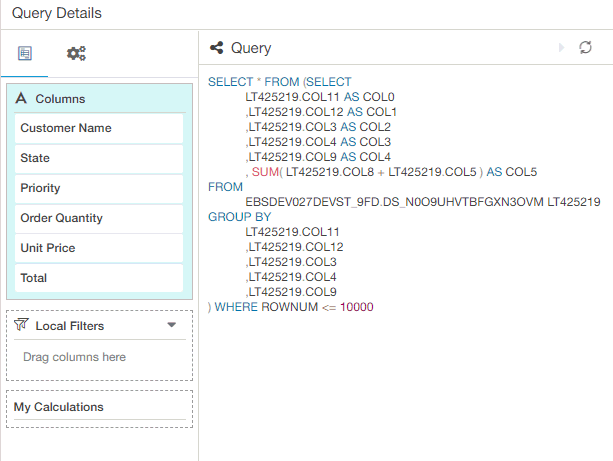 Query Details
Columns
Customer Name
State
Priority
Order Quantity
Unit Price
Total
Local Filters
Drag columns here
My Calculations
Query
SELECT * FROM (SELECT
LT425219.COL11 AS COL0
,LT425219.COL12 AS COL1
,LT425219.COL3 AS COL2
,LT425219.COL4 AS COL3
,LT425219.COL9 AS COL4
, SUM( LT425219.COL8 + LT425219.COL5 ) AS COL5
FROM
EBSDEV027DEVST_9FD.DS_N0O9UHVTBFGXN3OVM LT425219
GROUP BY
LT425219.COL11
,LT425219.COL12
,LT425219.COL3
,LT425219.COL4
,LT425219.COL9
) WHERE ROWNUM <= 10000